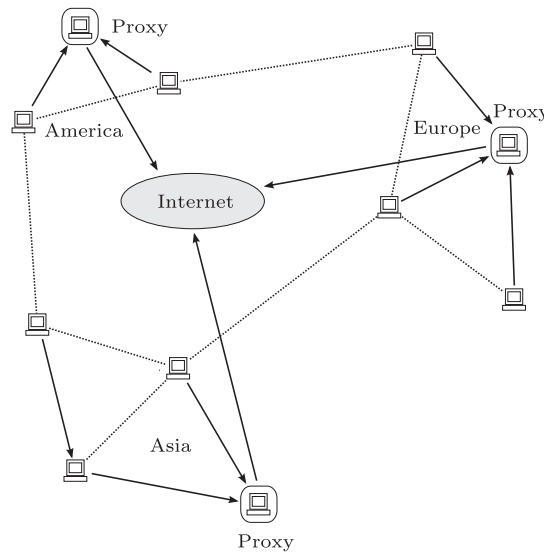 Proxy
Proxy
America
Europe
Internet
Asia
Proxy